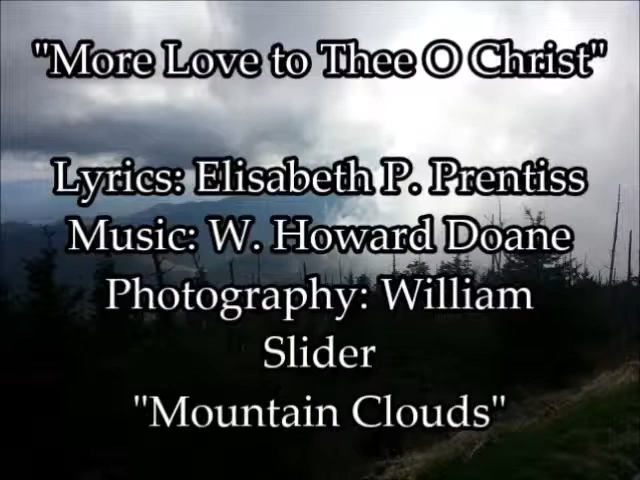 "More Love to Thee O Christ"
Lyrics: Elisabeth P. Prentiss
Music: W. Howard Doane
Photography: William
Slider
"Mountain Clouds"